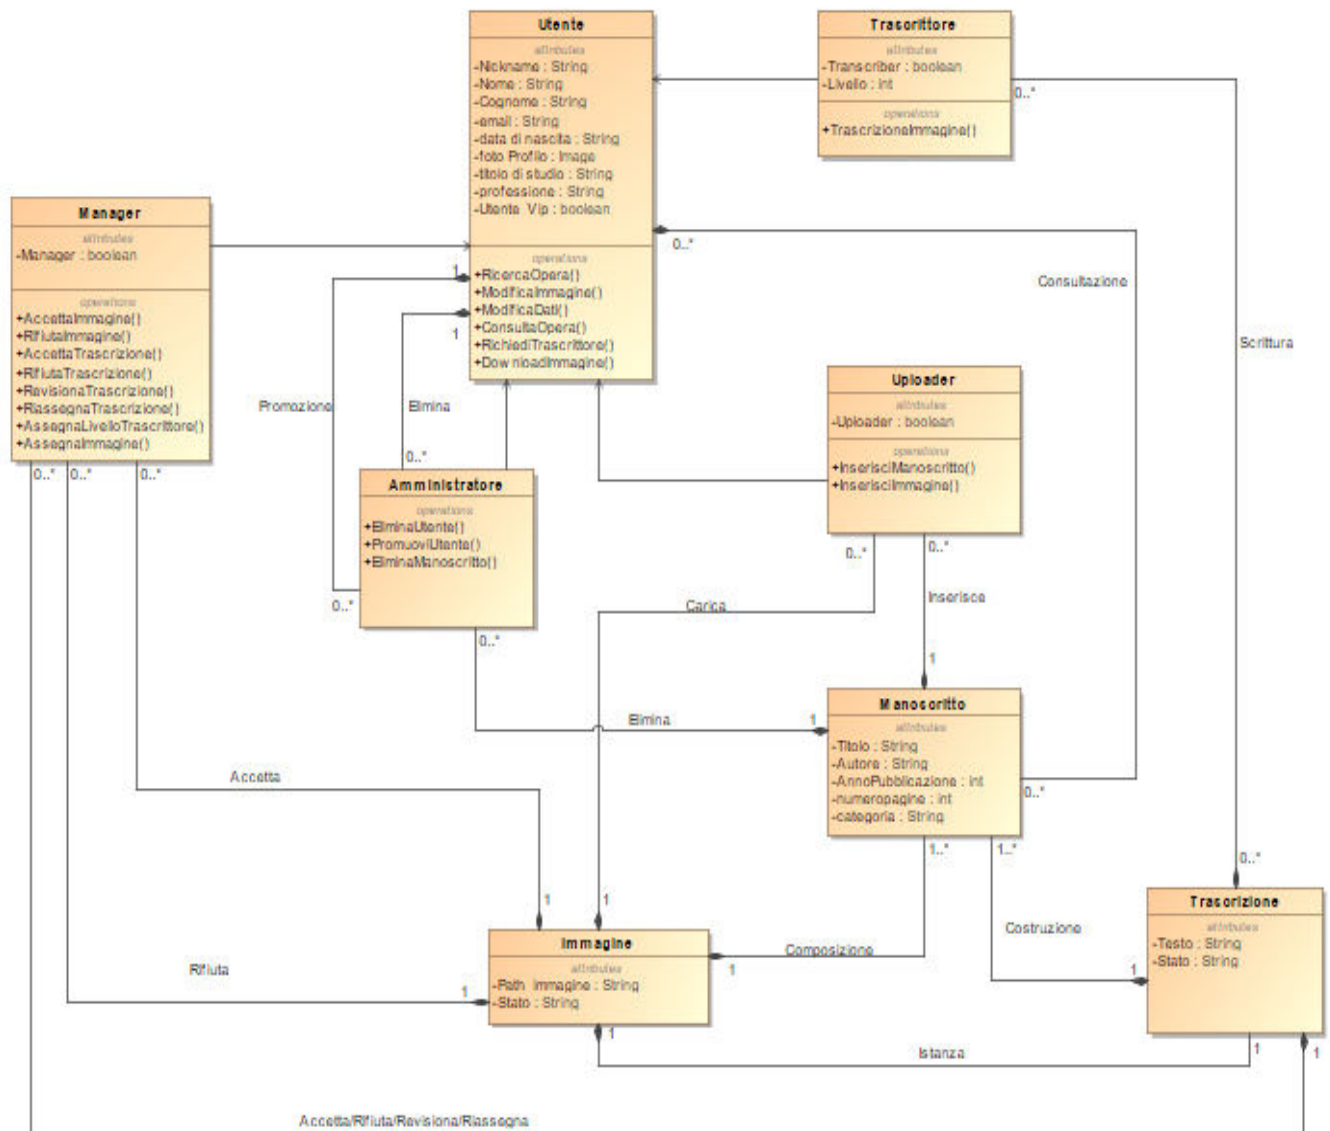 Utente
attributes
-Nickname : String
-Nome : String
-Cognome : String
-email : String
-data di nascita : String
-foto Profilo : Image
-titolo di studio : String
-professione : String
-Utente Vip : boolean
operations
+RicercaOpera()
+ModificaImmagine()
+ModificaDati()
+ConsultaOpera()
+RichiediTrascrittore()
+DownloadImmagine()
Trascrittore
attributes
-Transcriber : boolean
-Livello : int
operations
+TrascrizioneImmagine()
0..*
Manager
attributes
-Manager : boolean
operations
+AccettaImmagine()
+RifiutaImmagine()
+AccettaTrascrizione()
+RifiutaTrascrizione()
+RevisionaTrascrizione()
+RiassegnaTrascrizione()
+AssegnaLivelloTrascrittore()
+AssegnaImmagine()
0..*
0..*
0..*
1
1
0..*
Consultazione
Scrittura
Promozione
Elimina
0..*
Amministratore
operations
+EliminaUtente()
+PromuoviUtente()
+EliminaManoscritto()
0..*
0..*
Uploader
attributes
-Uploader : boolean
operations
+InserisciManoscritto()
+InserisciImmagine()
0..*
0..*
Carica
Inserisce
1
Elimina
1
Manoscritto
attributes
-Titolo : String
-Autore : String
-AnnoPubblicazione : int
-numeropagine : int
-categoria : String
0..*
1..*
1..*
Accetta
Rifiuta
1
1
1
Immagine
attributes
-Path immagine : String
-Stato : String
1
1
Composizione
Costruzione
0..*
1
Trascrizione
attributes
-Testo : String
-Stato : String
1
1
Istanza
Accetta/Rifiuta/Revisiona/Riassegna